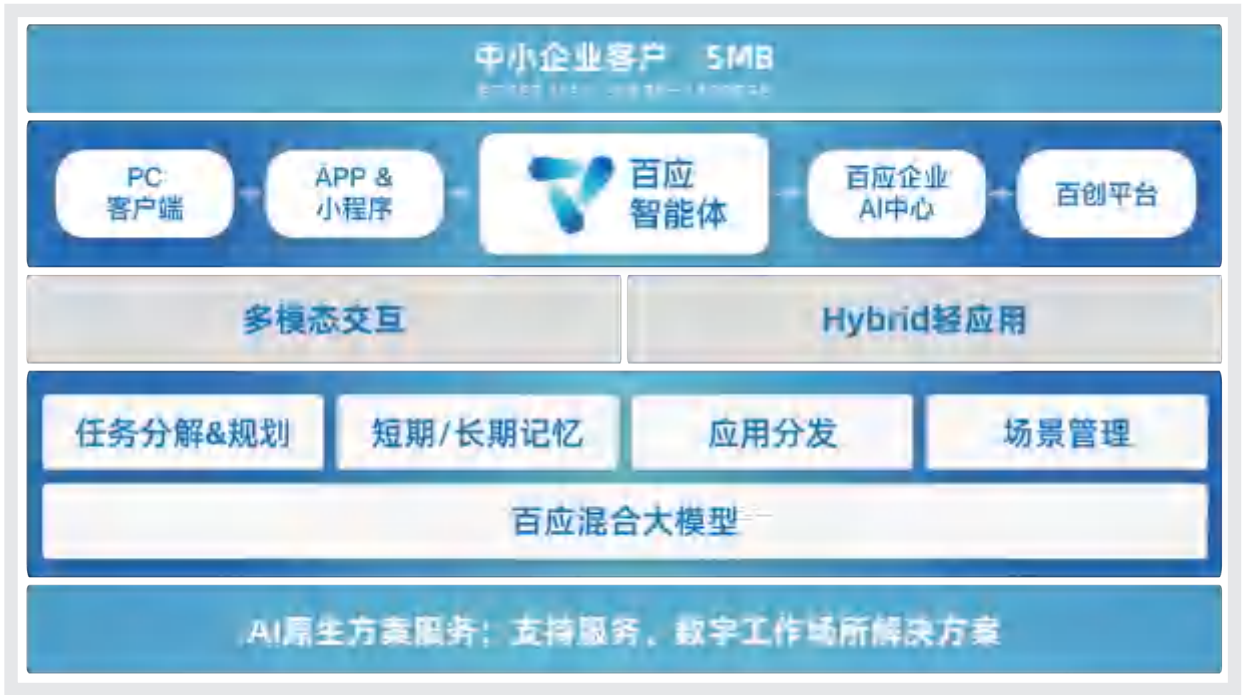 中小企业客户 SMB
PC
客户端
APP &
小程序
百应
智能体
百应企业
AI中心
百创平台
多模态交互
Hybrid轻应用
任务分解&规划
短期/长期记忆
应用分发
场景管理
百应混合大模型
AI原生方案服务：支持服务、数字工作场所解决方案